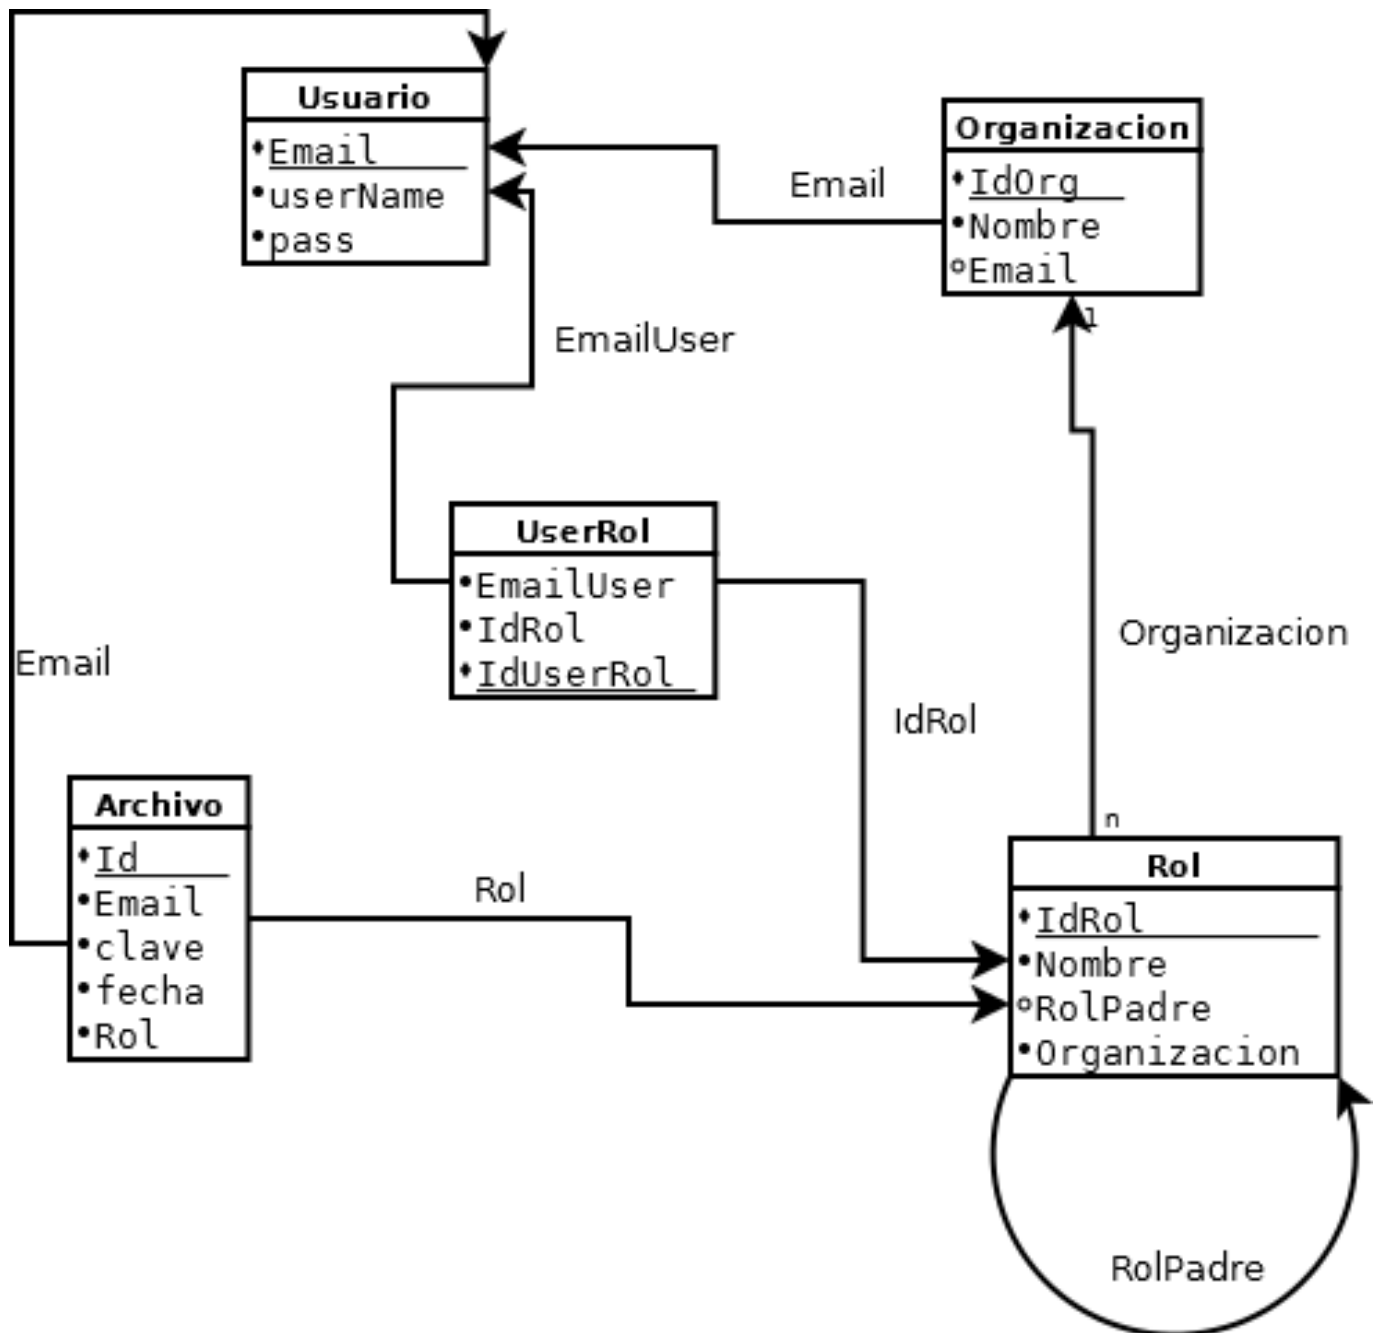 Usuario
Email
userName
pass
Organizacion
IdOrg
Nombre
Email
Email
1
EmailUser
UserRol
EmailUser
IdRol
IdUserRol
Organizacion
Email
IdRol
Archivo
Id
Email
clave
fecha
Rol
Rol
n
Rol
IdRol
Nombre
RolPadre
Organizacion
RolPadre